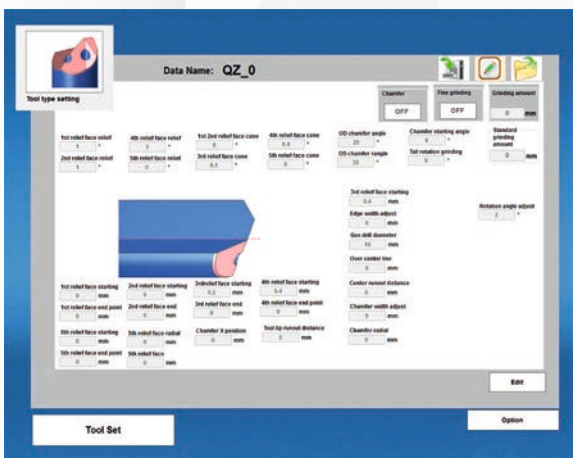 Data Name: QZ_0
Tool type setting
Chamfer
OFF
Fine grinding
OFF
Grinding amount
0 mm
1st relief face relief
1 °
4th relief face relief
1 °
1st 2nd relief face cone
0 °
4th relief face cone
0.4 °
OD chamfer angle
20 °
Chamfer starting angle
0 °
Standard grinding amount
0 mm
2nd relief face relief
1 °
5th relief face relief
0 °
3rd relief face cone
0.4 °
5th relief face cone
0 °
OD chamfer rangle
30 °
Tail rotation grinding
0 °
3rd relief face starting
0.4 mm
Edge width adjust
0 mm
Rotation angle adjust
Gun drill diameter
10 mm
Over center line
0 mm
1st relief face starting
0 mm
2nd relief face starting
0 mm
3rdrelief face starting
0.2 mm
4th relief face starting
0.4 mm
Center runout distance
0 mm
1st relief face end point
0 mm
2nd relief face end
0 mm
3rd relief face end
0 mm
4th relief face end point
0 mm
Chamfer width adjust
0 mm
5th relief face starting
0 mm
5th relief face radial
0 mm
Chamfer X position
0 mm
Tool tip runout distance
0 mm
Chamfer radial
0 mm
5th relief face end point
0 mm
5th relief face
0 mm
Edit
Tool Set
Option